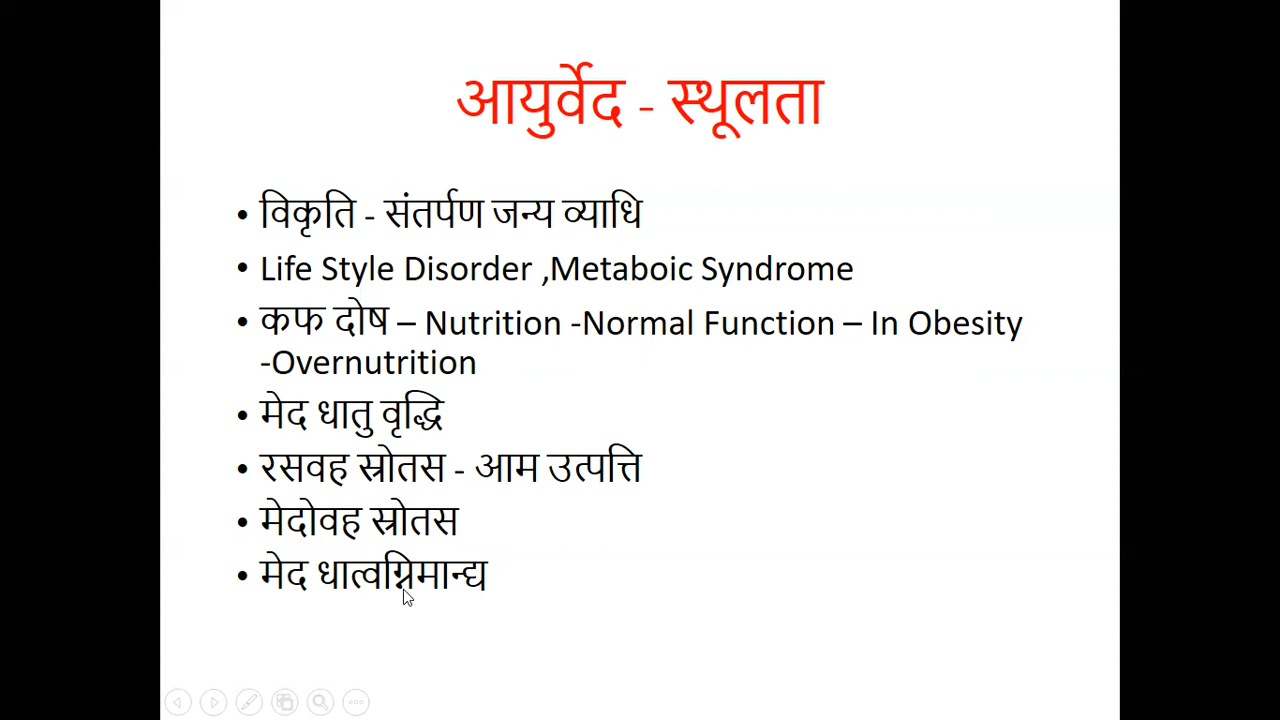 आयुर्वेद - स्थूलता
• विकृति - संतर्पण जन्य व्याधि
• Life Style Disorder ,Metaboic Syndrome
• कफ दोष – Nutrition -Normal Function – In Obesity
-Overnutrition
• मेद धातु वृद्धि
• रसवह स्रोतस - आम उत्पत्ति
• मेदोवह स्रोतस
• मेद धात्वग्निमान्द्य